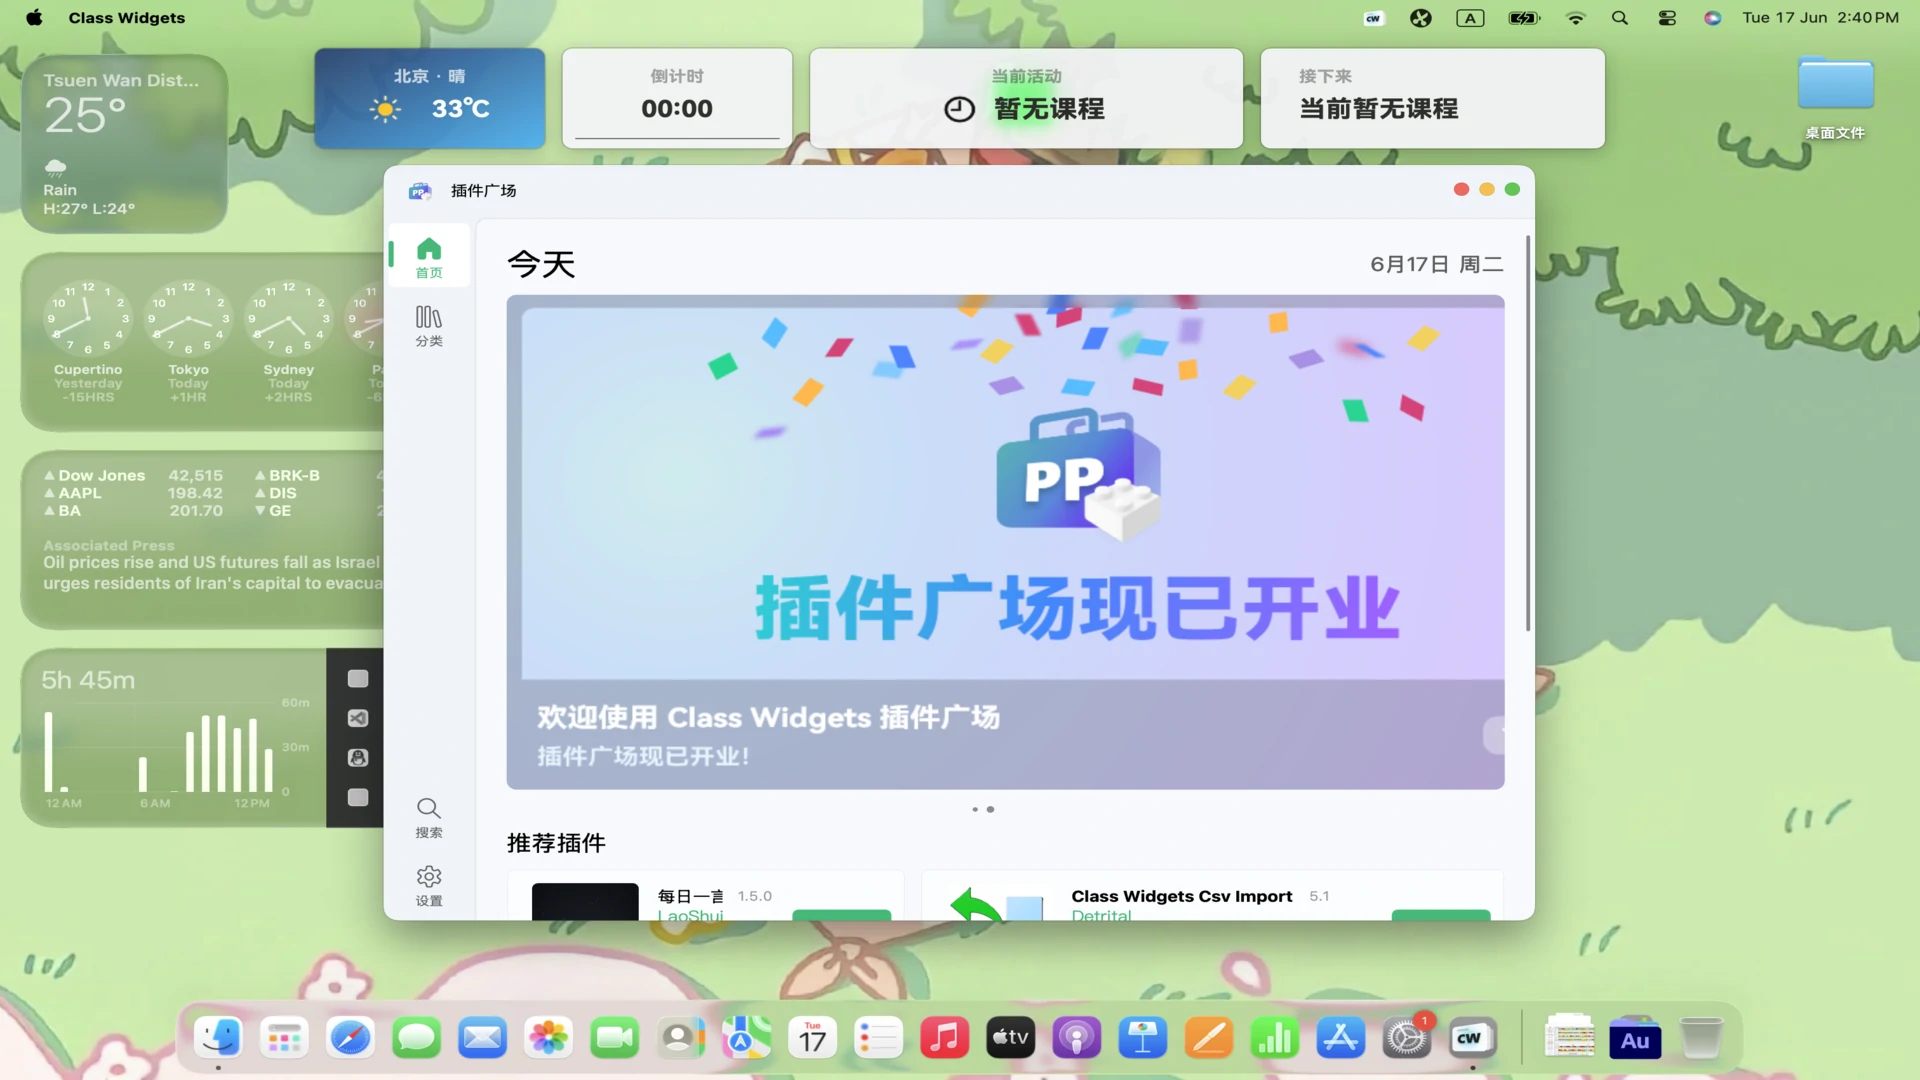 Class Widgets
cw
A
Tue 17 Jun 2:40 PM
Tsuen Wan Dist...
25°
Rain
H:27° L:24°
北京 · 晴
33℃
倒计时
00:00
当前活动
暂无课程
接下来
当前暂无课程
桌面文件
插件广场
首页
分类
搜索
设置
今天
6月17日 周二
PP
插件广场现已开业
欢迎使用 Class Widgets 插件广场
插件广场现已开业!
推荐插件
每日一言 1.5.0
LaoShui
Class Widgets Csv Import 5.1
Detrital
Cupertino
Yesterday
-15HRS
Tokyo
Today
+1HR
Sydney
Today
+2HRS
Dow Jones 42,515
AAPL 198.42
BA 201.70
BRK-B
DIS
GE
Associated Press
Oil prices rise and US futures fall as Israel
urges residents of Iran's capital to evacua
5h 45m
60m
30m
0
12 AM 6 AM 12 PM
Tue
17
tv
1
cw
Au